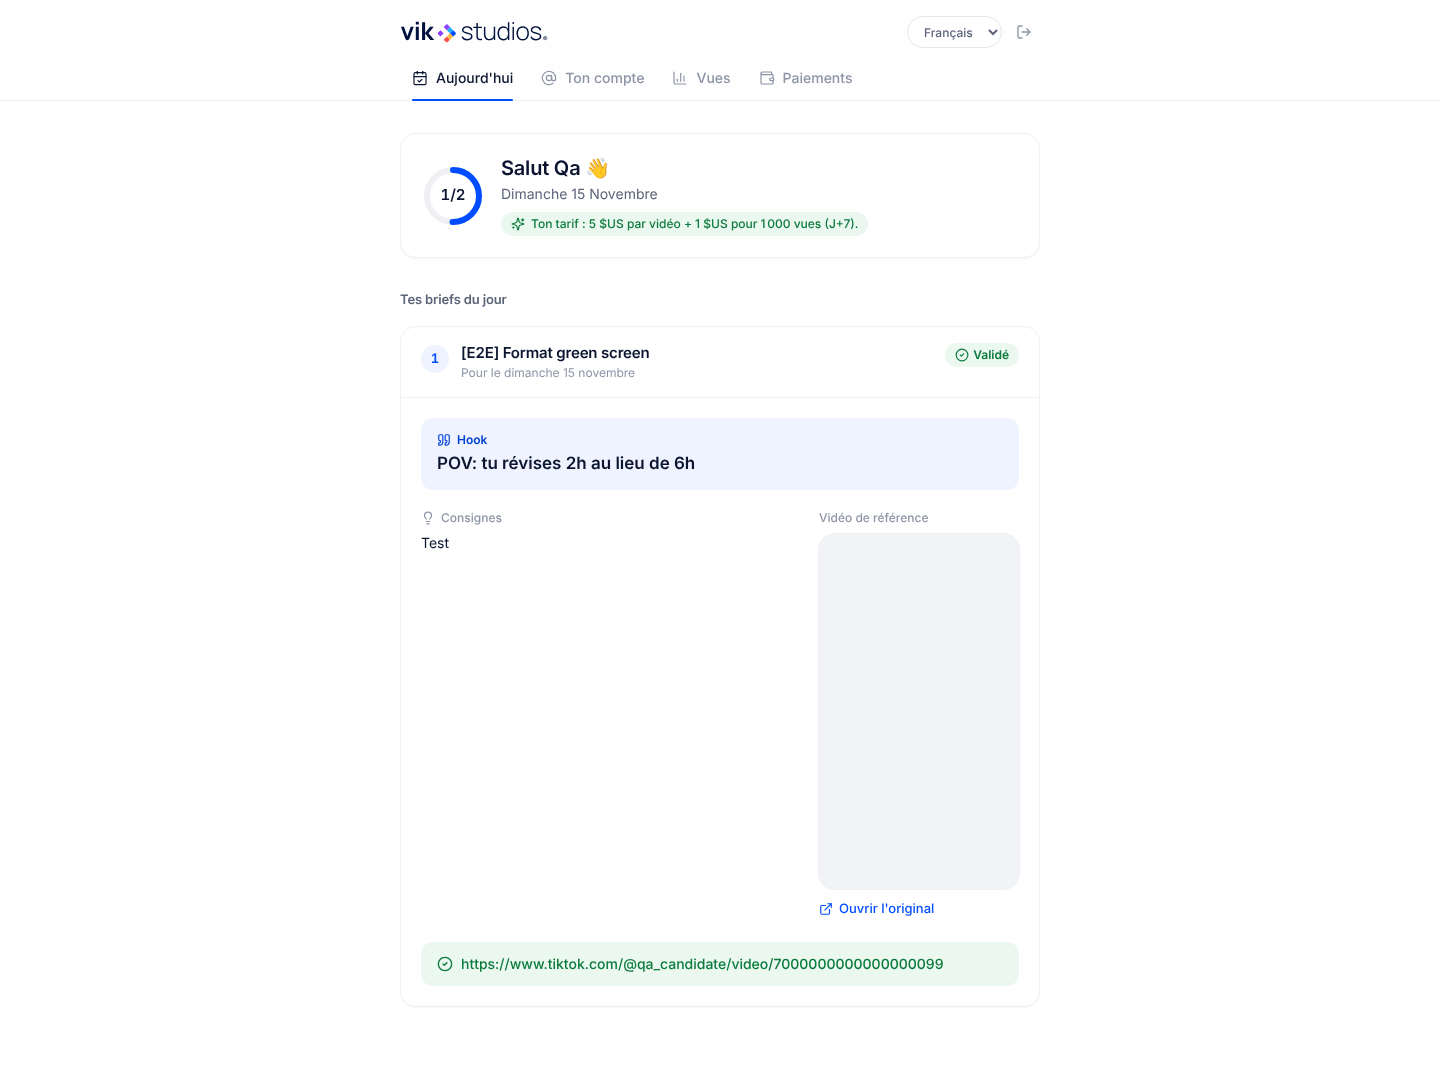 vik studios®
Français
Aujourd'hui
Ton compte
Vues
Paiements
1/2
Salut Qa 👋
Dimanche 15 Novembre
Ton tarif : 5 $US par vidéo + 1 $US pour 1 000 vues (J+7).
Tes briefs du jour
1
[E2E] Format green screen
Validé
Pour le dimanche 15 novembre
Hook
POV: tu révises 2h au lieu de 6h
Consignes
Vidéo de référence
Test
Ouvrir l'original
https://www.tiktok.com/@qa_candidate/video/7000000000000000099